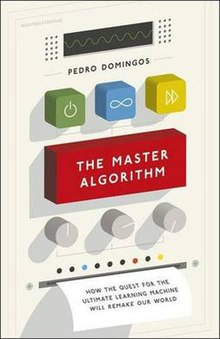 PEDRO DOMINGOS
THE MASTER
ALGORITHM
HOW THE QUEST FOR THE
ULTIMATE LEARNING MACHINE
WILL REMAKE OUR WORLD